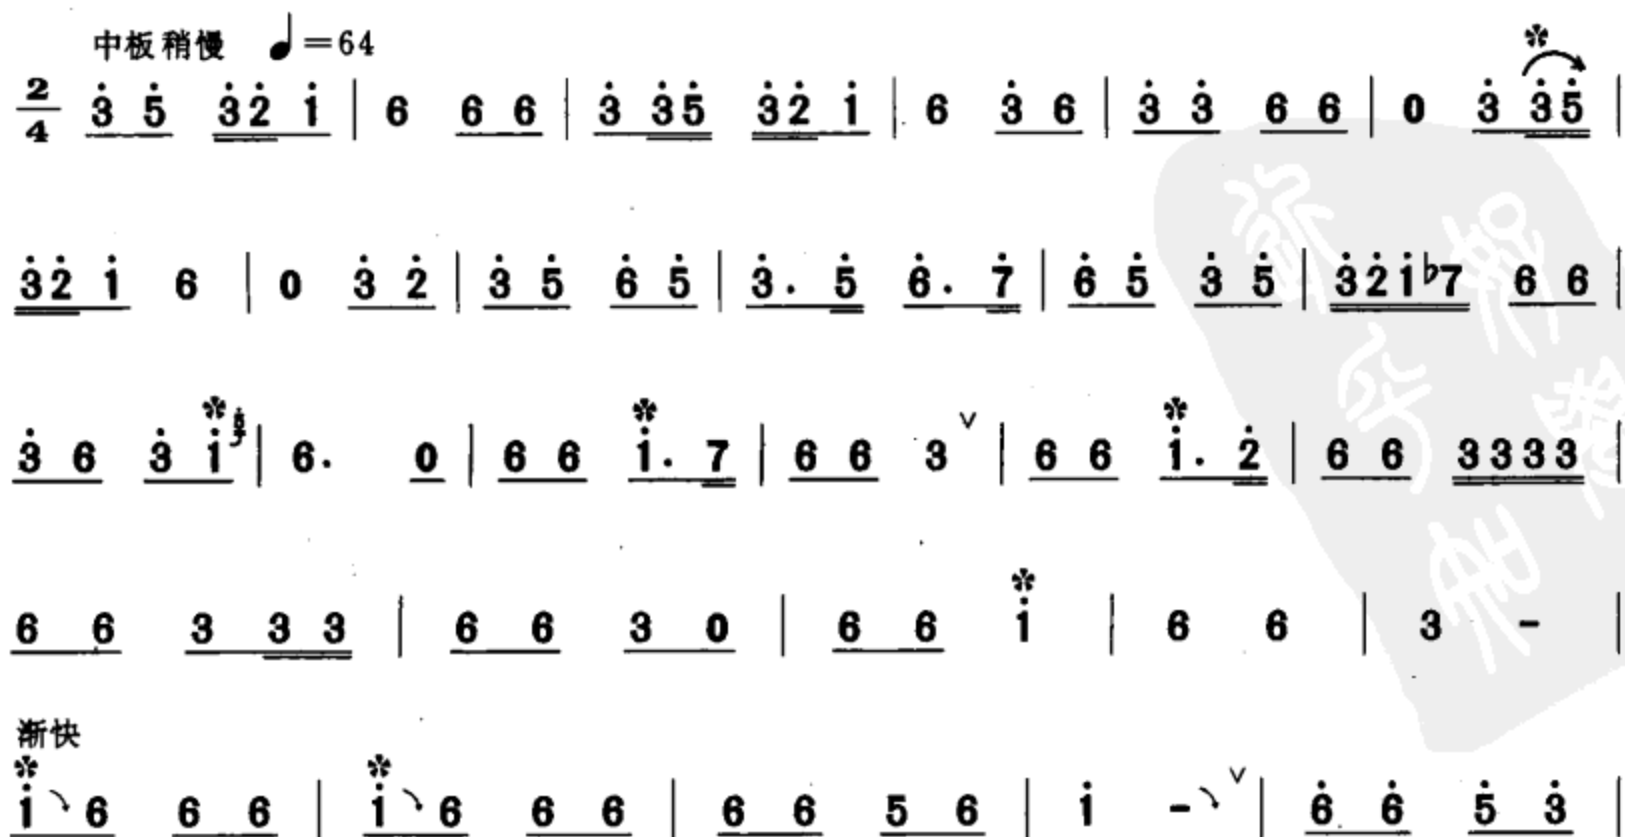 中板稍慢 ♩=64
2/4 3̇ 5̇ 3̇2̇ 1̇ | 6 6 6 | 3̇ 3̇5̇ 3̇2̇ 1̇ | 6 3̇ 6 | 3̇ 3̇ 6 6 | 0 3̇ 3̇5̇ |
3̇2̇ 1̇ 6 | 0 3̇ 2̇ | 3̇ 5̇ 6̇ 5̇ | 3̇. 5̇ 6̇. 7̇ | 6̇ 5̇ 3̇ 5̇ | 3̇2̇1̇♭7 6 6 |
3̇ 6 3̇ 1̇ | 6. 0 | 6 6 1̇. 7 | 6 6 3 ∨ | 6 6 1̇. 2̇ | 6 6 3333 |
6 6 3 3 3 | 6 6 3 0 | 6 6 1̇ | 6 6 | 3 - |
渐快
1̇ 6 6 6 | 1̇ 6 6 6 | 6 6 5 6 | 1̇ - ∨ | 6̇ 6̇ 5̇ 3̇ |